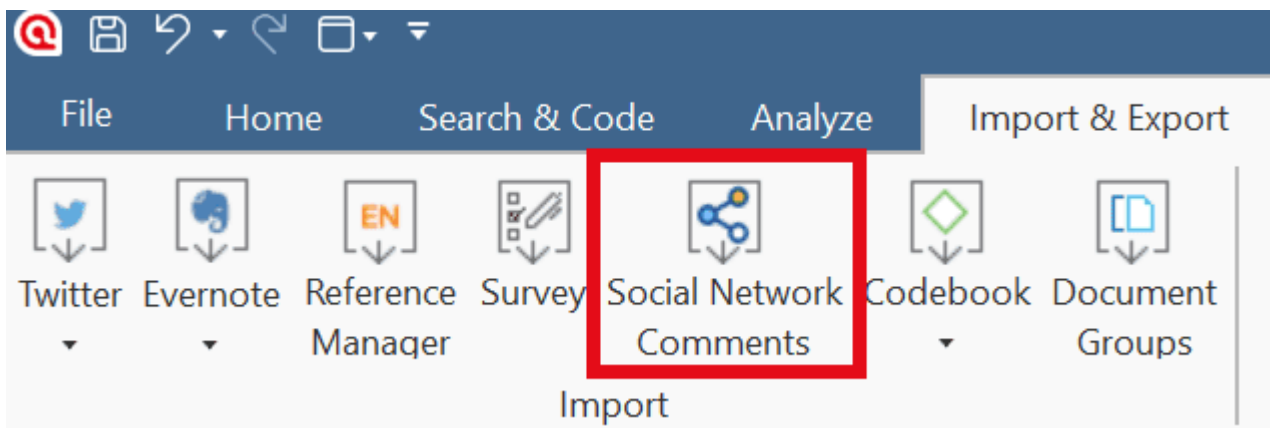 File Home Search & Code Analyze Import & Export
EN
Twitter Evernote Reference Survey Social Network Codebook Document
Manager Comments Groups
Import